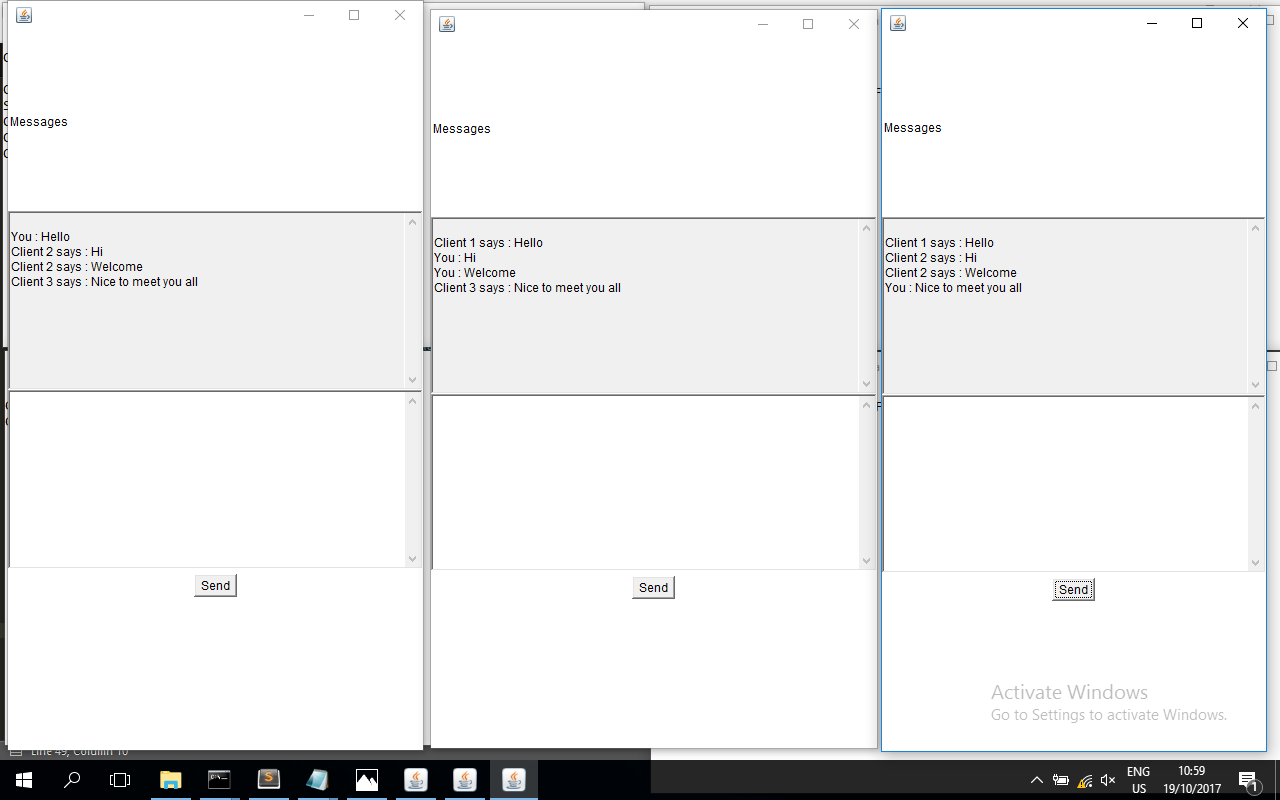 Messages
You : Hello
Client 2 says : Hi
Client 2 says : Welcome
Client 3 says : Nice to meet you all
Send
Messages
Client 1 says : Hello
You : Hi
You : Welcome
Client 3 says : Nice to meet you all
Send
Messages
Client 1 says : Hello
Client 2 says : Hi
Client 2 says : Welcome
You : Nice to meet you all
Send
Activate Windows
Go to Settings to activate Windows.
Line 49, Column 10
ENG
US
10:59
19/10/2017
1